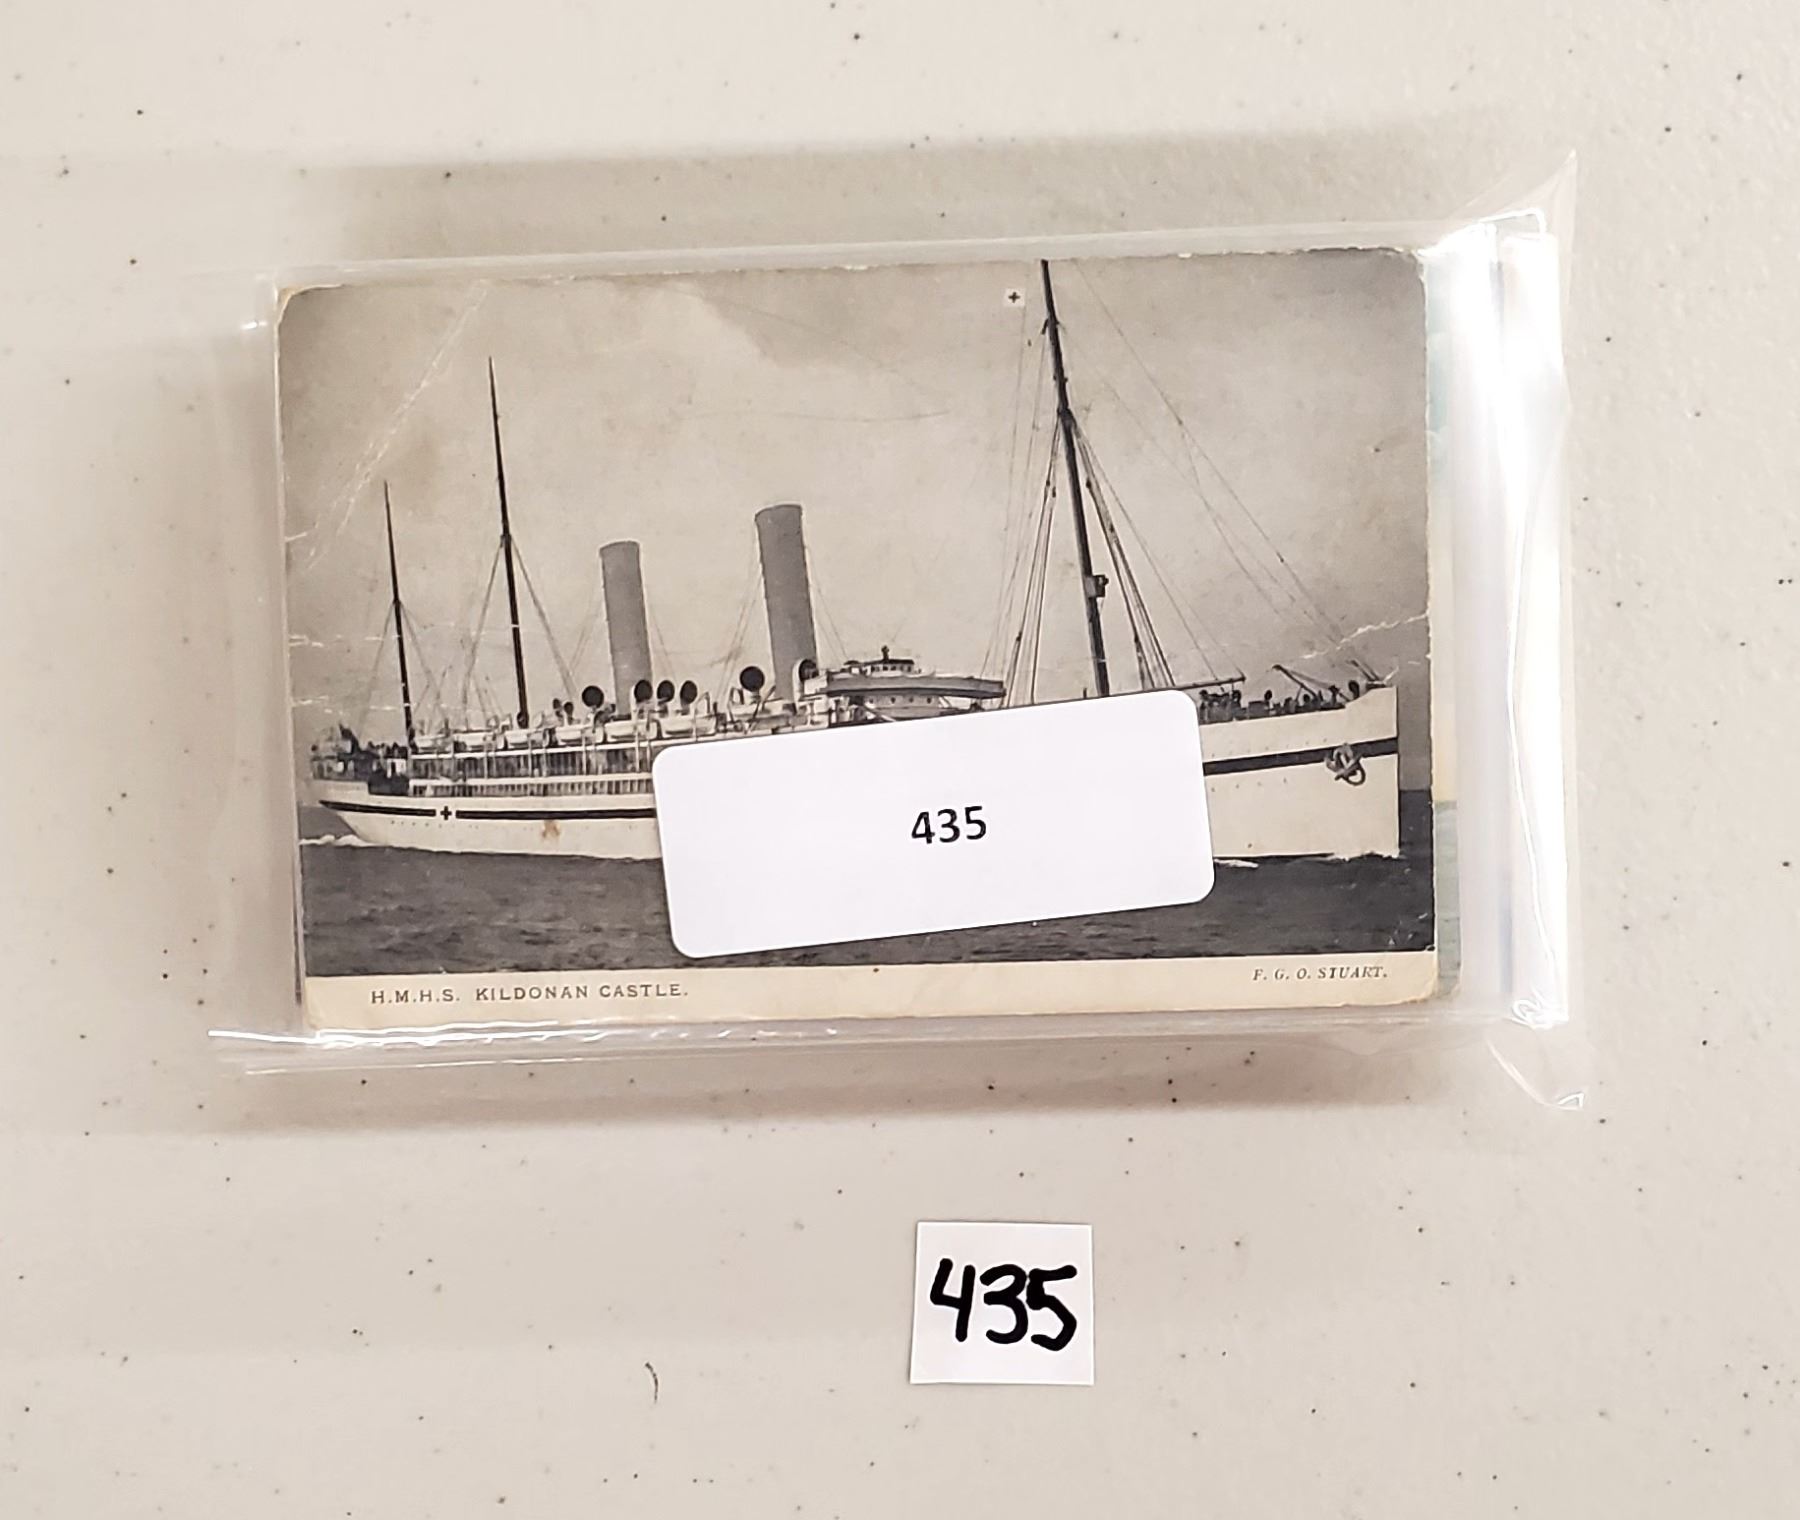 435
H.M.H.S. KILDONAN CASTLE.
F. G. O. STUART.
435